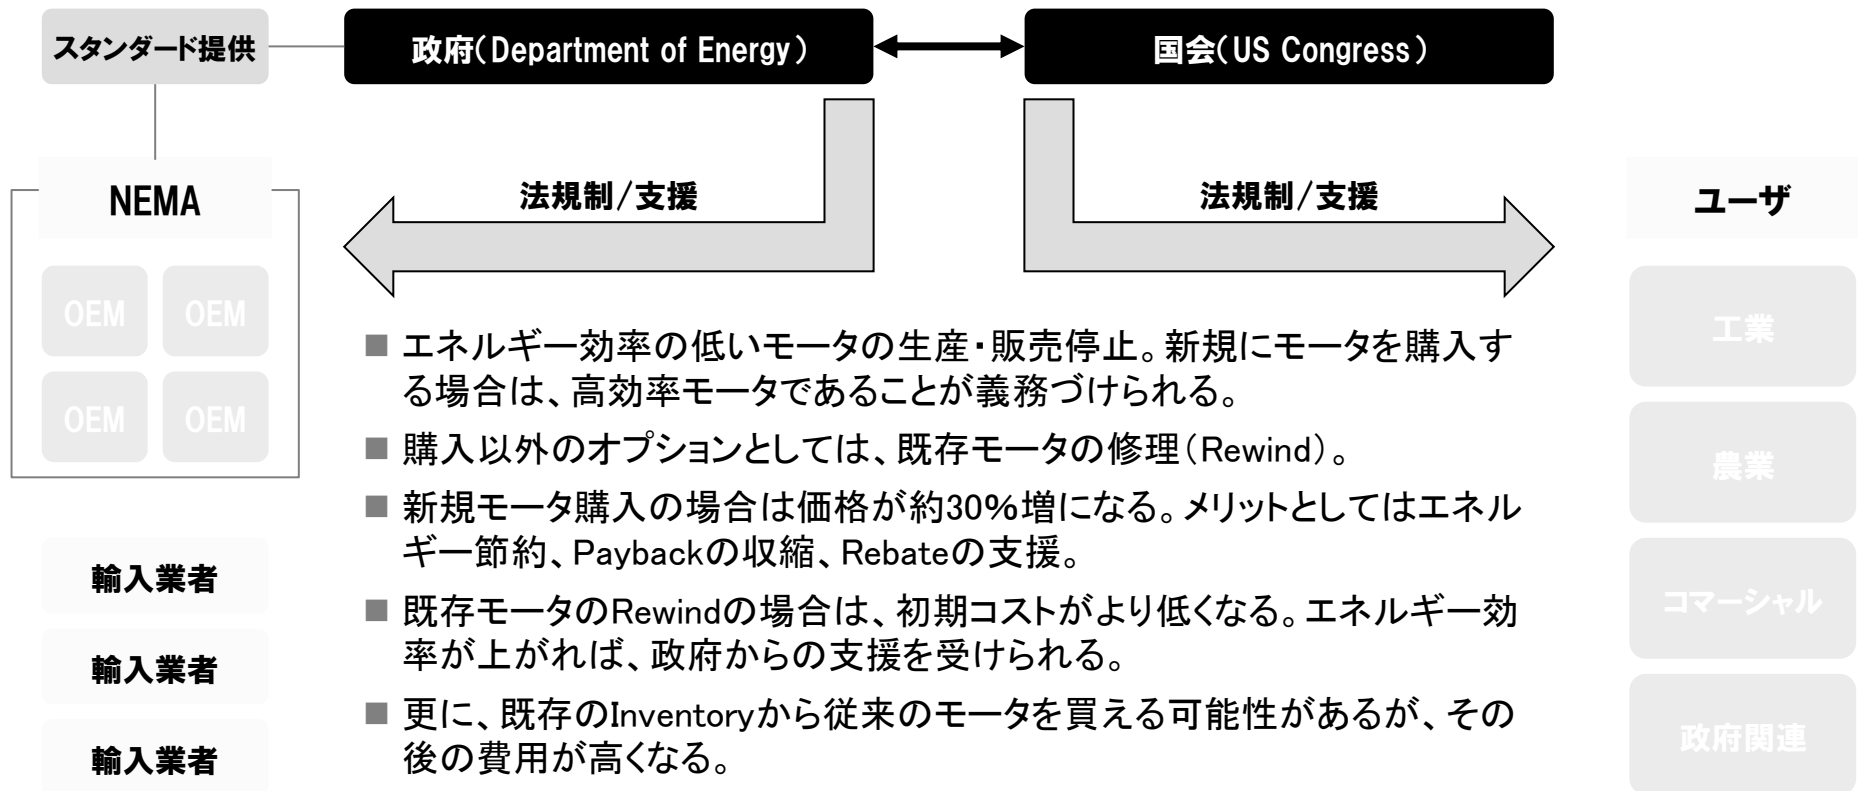 スタンダード提供
政府(Department of Energy)
国会(US Congress)
NEMA
OEM
OEM
OEM
OEM
輸入業者
輸入業者
輸入業者
法規制/支援
法規制/支援
■ エネルギー効率の低いモータの生産・販売停止。新規にモータを購入す
る場合は、高効率モータであることが義務づけられる。
■ 購入以外のオプションとしては、既存モータの修理(Rewind)。
■ 新規モータ購入の場合は価格が約30%増になる。メリットとしてはエネル
ギー節約、Paybackの収縮、Rebateの支援。
■ 既存モータのRewindの場合は、初期コストがより低くなる。エネルギー効
率が上がれば、政府からの支援を受けられる。
■ 更に、既存のInventoryから従来のモータを買える可能性があるが、その
後の費用が高くなる。
ユーザ
工業
農業
コマーシャル
政府関連